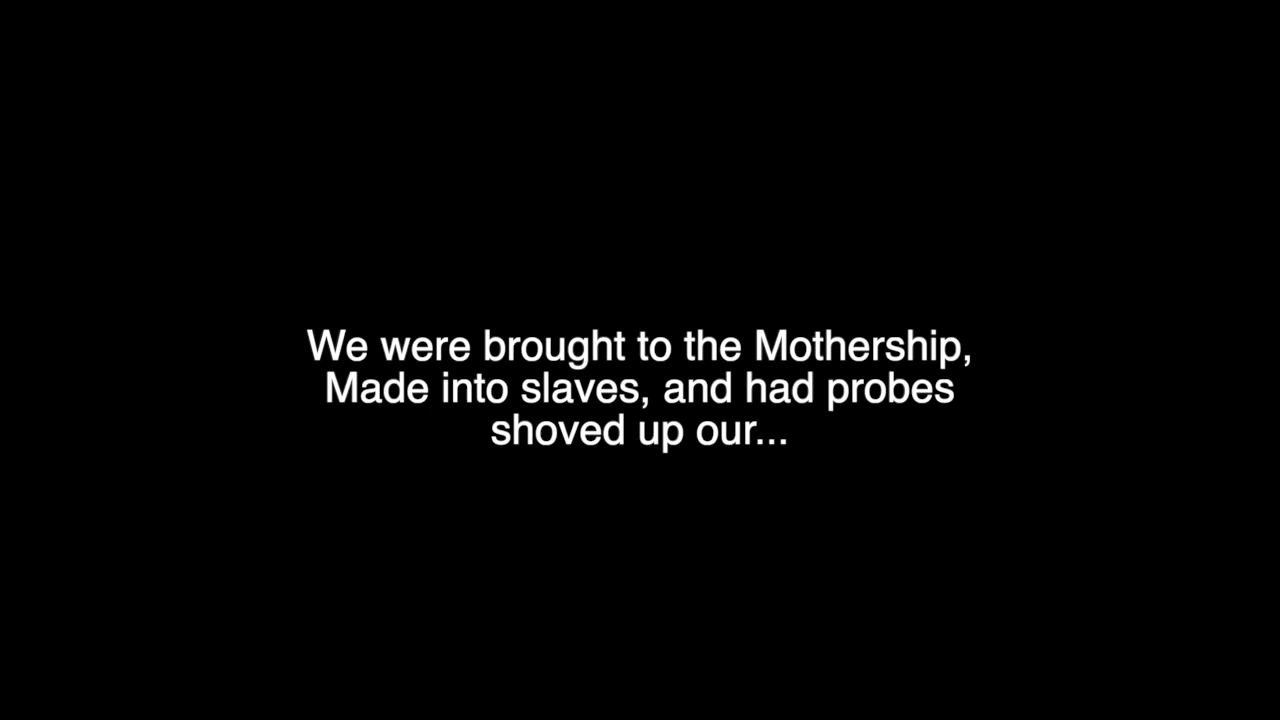 We were brought to the Mothership,
Made into slaves, and had probes
shoved up our...